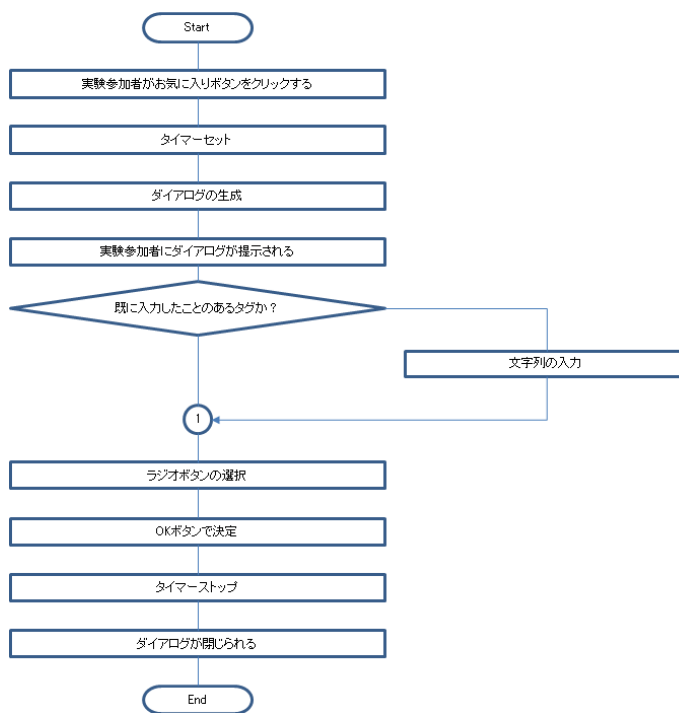 Start
実験参加者がお気に入りボタンをクリックする
タイマーセット
ダイアログの生成
実験参加者にダイアログが提示される
既に入力したことのあるタグか？
文字列の入力
1
ラジオボタンの選択
OKボタンで決定
タイマーストップ
ダイアログが閉じられる
End